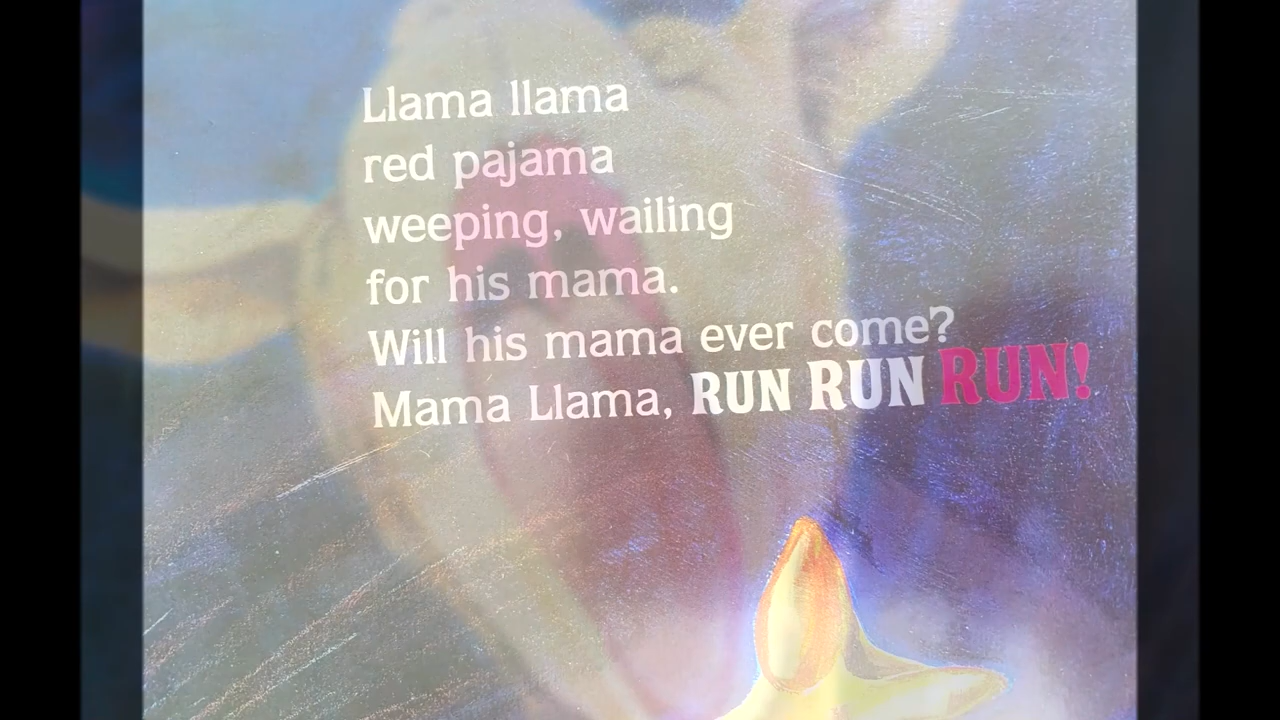 Llama llama
red pajama
weeping, wailing
for his mama.
Will his mama ever come?
Mama Llama, RUN RUN RUN!